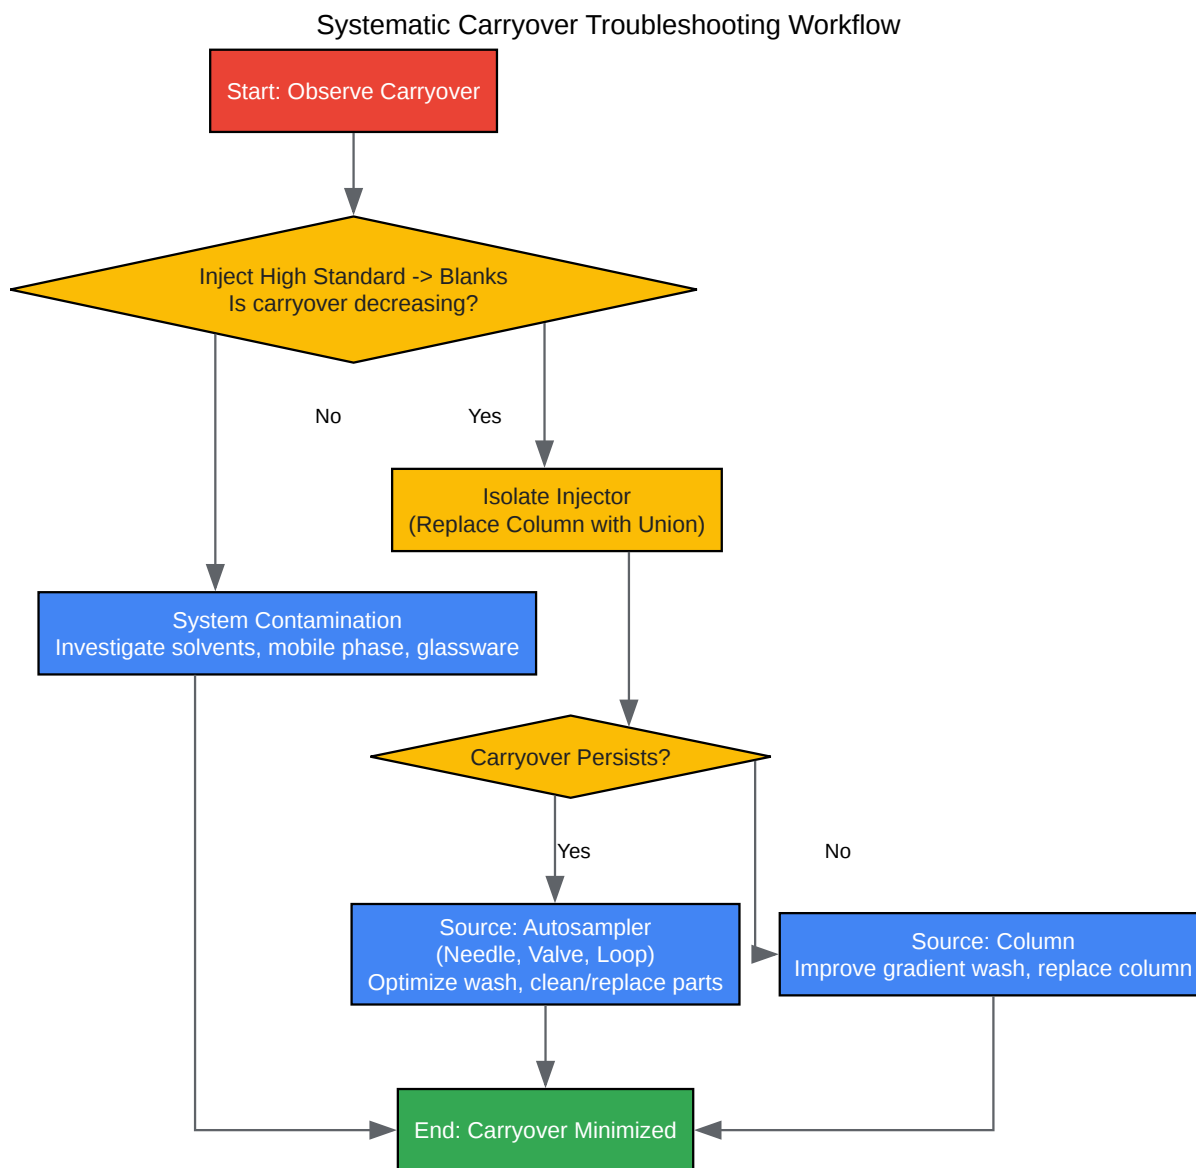 Systematic Carryover Troubleshooting Workflow
Start: Observe Carryover
Inject High Standard -> Blanks
Is carryover decreasing?
No
Yes
Isolate Injector
(Replace Column with Union)
System Contamination
Investigate solvents, mobile phase, glassware
Carryover Persists?
Yes
No
Source: Autosampler
(Needle, Valve, Loop)
Optimize wash, clean/replace parts
Source: Column
Improve gradient wash, replace column
End: Carryover Minimized